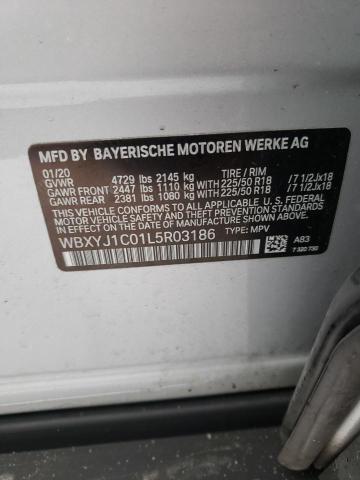 MFD BY BAYERISCHE MOTOREN WERKE AG
01/20
GVWR 4729 lbs 2145 kg TIRE / RIM
GAWR FRONT 2447 lbs 1110 kg WITH 225/50 R18 /7 1/2Jx18
GAWR REAR 2381 lbs 1080 kg WITH 225/50 R18 /7 1/2Jx18
THIS VEHICLE CONFORMS TO ALL APPLICABLE U.S. FEDERAL
MOTOR VEHICLE SAFETY STANDARDS IN EFFECT ON THE DATE OF
MANUFACTURE SHOWN ABOVE.
WBXYJ1C01L5R03186 TYPE: MPV
A83
7 320 730